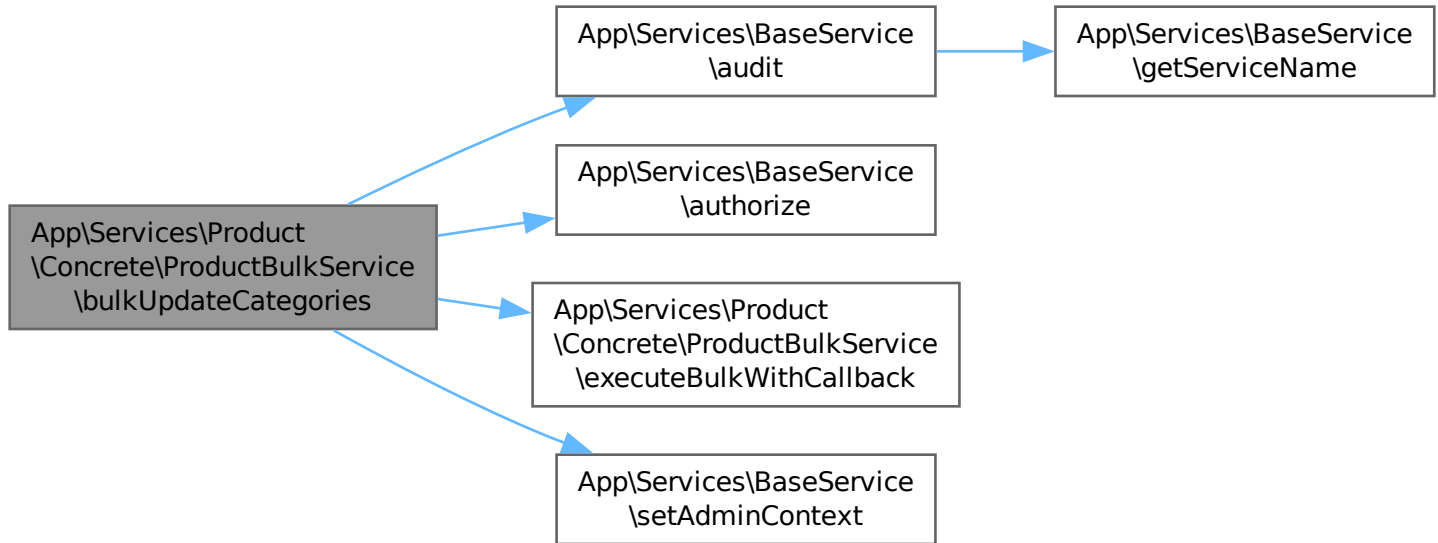 App\Services\BaseService
\audit
App\Services\BaseService
\getServiceName
App\Services\BaseService
\authorize
App\Services\Product
\Concrete\ProductBulkService
\bulkUpdateCategories
App\Services\Product
\Concrete\ProductBulkService
\executeBulkWithCallback
App\Services\BaseService
\setAdminContext